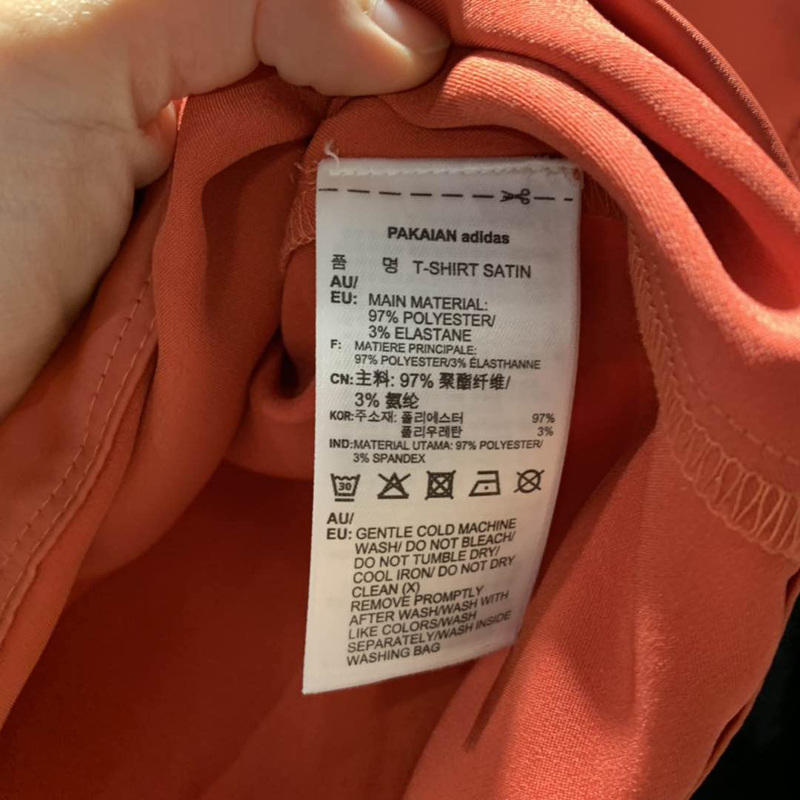 PAKAIAN adidas
품 명 T-SHIRT SATIN
AU/
EU: MAIN MATERIAL:
97% POLYESTER/
3% ELASTANE
F: MATIERE PRINCIPALE:
97% POLYESTER/3% ÉLASTHANNE
CN: 主料: 97% 聚酯纤维/
3% 氨纶
KOR: 주소재: 폴리에스터 97%
폴리우레탄 3%
IND: MATERIAL UTAMA: 97% POLYESTER/
3% SPANDEX
30
AU/
EU: GENTLE COLD MACHINE
WASH/ DO NOT BLEACH/
DO NOT TUMBLE DRY/
COOL IRON/ DO NOT DRY
CLEAN (X)
REMOVE PROMPTLY
AFTER WASH/WASH WITH
LIKE COLORS/WASH
SEPARATELY/WASH INSIDE
WASHING BAG